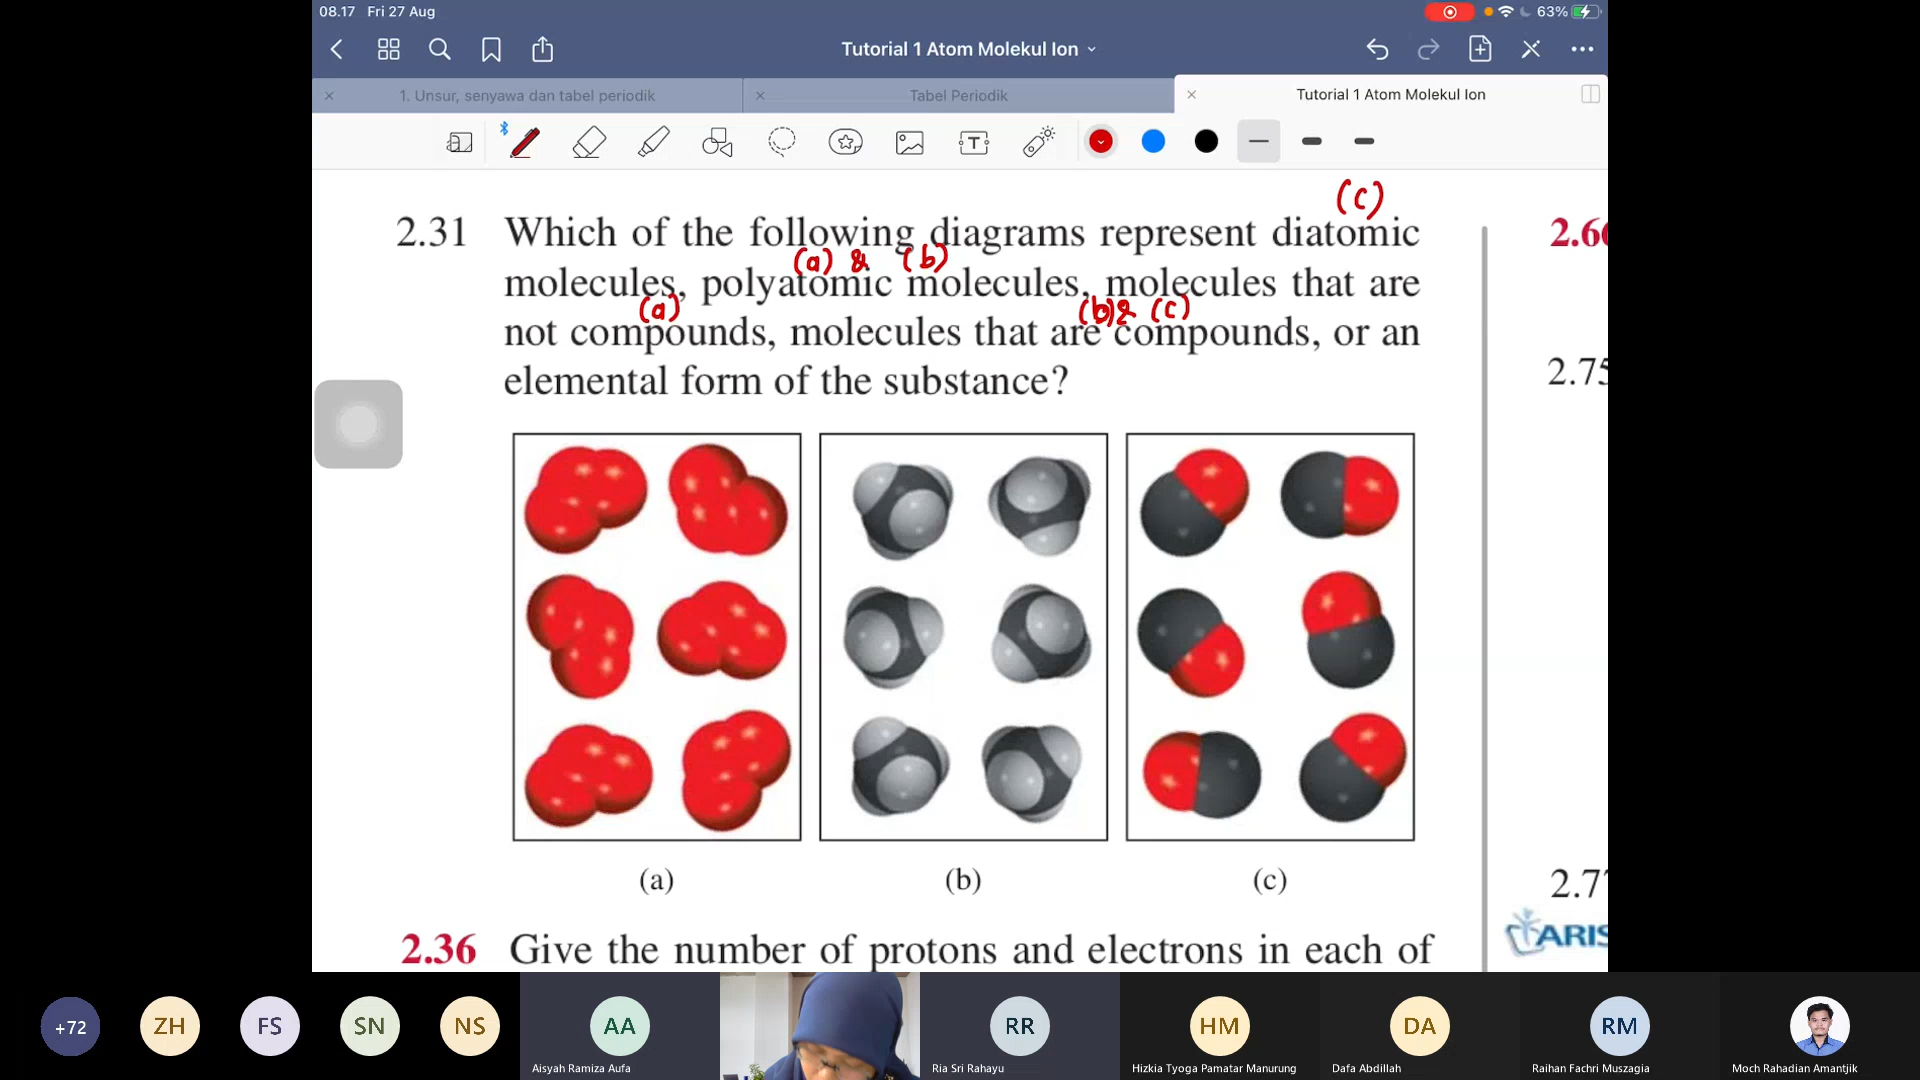 08.17 Fri 27 Aug
63%
Tutorial 1 Atom Molekul Ion
1. Unsur, senyawa dan tabel periodik
Tabel Periodik
Tutorial 1 Atom Molekul Ion
(c)
2.31 Which of the following diagrams represent diatomic
(a) & (b)
molecules, polyatomic molecules, molecules that are
(a) (b)& (c)
not compounds, molecules that are compounds, or an
elemental form of the substance?
(a) (b) (c)
2.36 Give the number of protons and electrons in each of
2.6
2.75
2.7
ARIS
+72 ZH FS SN NS AA RR HM DA RM
Aisyah Ramiza Aufa
Ria Sri Rahayu
Hizkia Tyoga Pamatar Manurung
Dafa Abdillah
Raihan Fachri Muszagia
Moch Rahadian Amantjik